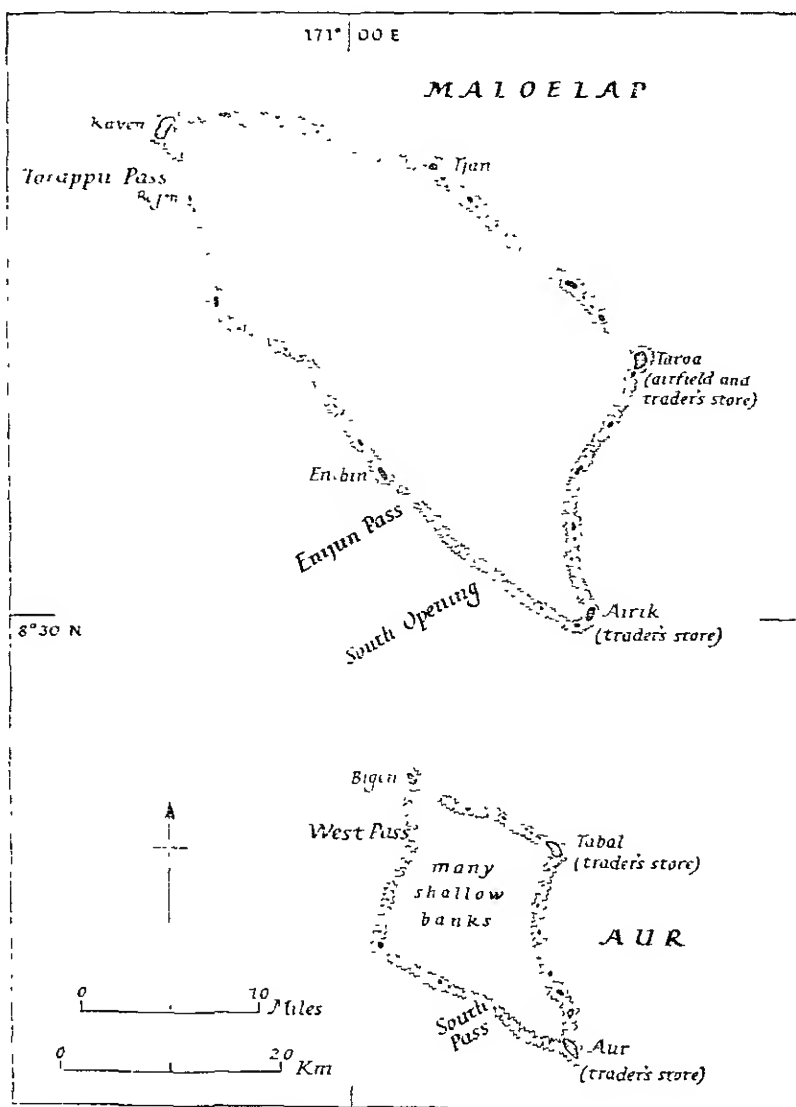 171° 00 E
MALOELAP
Kaven
Tjan
Torappu Pass
Taroa
(airfield and
trader's store)
Enibin
Enijun Pass
South Opening
8°30 N
Airik
(trader's store)
Bigen
West Pass
Tabal
(trader's store)
many
shallow
banks
AUR
0 10 Miles
South
Pass
Aur
(trader's store)
0 20 Km